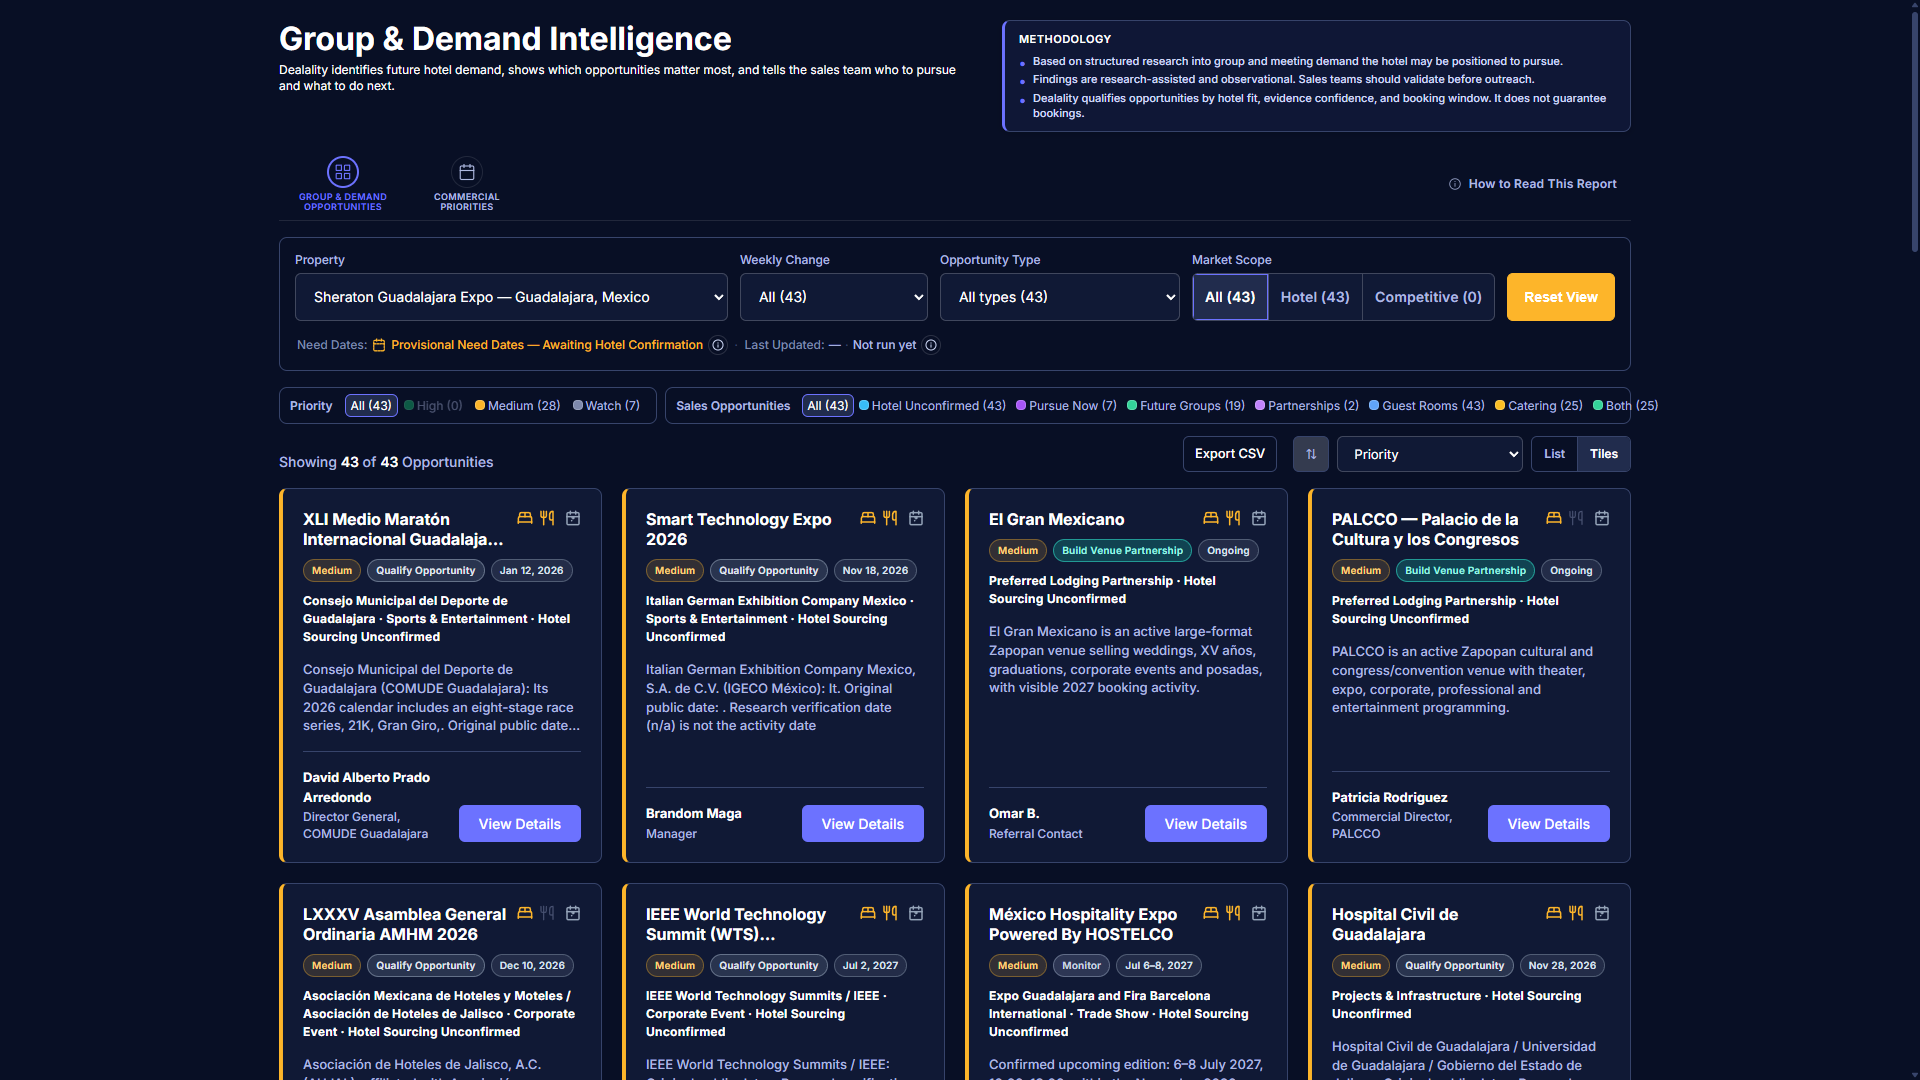 Group & Demand Intelligence
Dealality identifies future hotel demand, shows which opportunities matter most, and tells the sales team who to pursue
and what to do next.
METHODOLOGY
Based on structured research into group and meeting demand the hotel may be positioned to pursue.
Findings are research-assisted and observational. Sales teams should validate before outreach.
Dealality qualifies opportunities by hotel fit, evidence confidence, and booking window. It does not guarantee
bookings.
GROUP & DEMAND
OPPORTUNITIES
COMMERCIAL
PRIORITIES
How to Read This Report
Property
Weekly Change
Opportunity Type
Market Scope
Sheraton Guadalajara Expo — Guadalajara, Mexico
All (43)
All types (43)
All (43)
Hotel (43)
Competitive (0)
Reset View
Need Dates: Provisional Need Dates — Awaiting Hotel Confirmation · Last Updated: — · Not run yet
Priority
All (43)
High (0)
Medium (28)
Watch (7)
Sales Opportunities
All (43)
Hotel Unconfirmed (43)
Pursue Now (7)
Future Groups (19)
Partnerships (2)
Guest Rooms (43)
Catering (25)
Both (25)
Showing 43 of 43 Opportunities
Export CSV
Priority
List
Tiles
XLI Medio Maratón
Internacional Guadalaja...
Medium
Qualify Opportunity
Jan 12, 2026
Consejo Municipal del Deporte de
Guadalajara · Sports & Entertainment · Hotel
Sourcing Unconfirmed
Consejo Municipal del Deporte de
Guadalajara (COMUDE Guadalajara): Its
2026 calendar includes an eight-stage race
series, 21K, Gran Giro,. Original public date...
David Alberto Prado
Arredondo
Director General,
COMUDE Guadalajara
View Details
Smart Technology Expo
2026
Medium
Qualify Opportunity
Nov 18, 2026
Italian German Exhibition Company Mexico ·
Sports & Entertainment · Hotel Sourcing
Unconfirmed
Italian German Exhibition Company Mexico,
S.A. de C.V. (IGECO México): It. Original
public date: . Research verification date
(n/a) is not the activity date
Brandom Maga
Manager
View Details
El Gran Mexicano
Medium
Build Venue Partnership
Ongoing
Preferred Lodging Partnership · Hotel
Sourcing Unconfirmed
El Gran Mexicano is an active large-format
Zapopan venue selling weddings, XV años,
graduations, corporate events and posadas,
with visible 2027 booking activity.
Omar B.
Referral Contact
View Details
PALCCO — Palacio de la
Cultura y los Congresos
Medium
Build Venue Partnership
Ongoing
Preferred Lodging Partnership · Hotel
Sourcing Unconfirmed
PALCCO is an active Zapopan cultural and
congress/convention venue with theater,
expo, corporate, professional and
entertainment programming.
Patricia Rodriguez
Commercial Director,
PALCCO
View Details
LXXXV Asamblea General
Ordinaria AMHM 2026
Medium
Qualify Opportunity
Dec 10, 2026
Asociación Mexicana de Hoteles y Moteles /
Asociación de Hoteles de Jalisco · Corporate
Event · Hotel Sourcing Unconfirmed
Asociación de Hoteles de Jalisco, A.C.
IEEE World Technology
Summit (WTS)...
Medium
Qualify Opportunity
Jul 2, 2027
IEEE World Technology Summits / IEEE ·
Corporate Event · Hotel Sourcing
Unconfirmed
IEEE World Technology Summits / IEEE:
México Hospitality Expo
Powered By HOSTELCO
Medium
Monitor
Jul 6–8, 2027
Expo Guadalajara and Fira Barcelona
International · Trade Show · Hotel Sourcing
Unconfirmed
Confirmed upcoming edition: 6–8 July 2027,
Hospital Civil de
Guadalajara
Medium
Qualify Opportunity
Nov 28, 2026
Projects & Infrastructure · Hotel Sourcing
Unconfirmed
Hospital Civil de Guadalajara / Universidad
de Guadalajara / Gobierno del Estado de